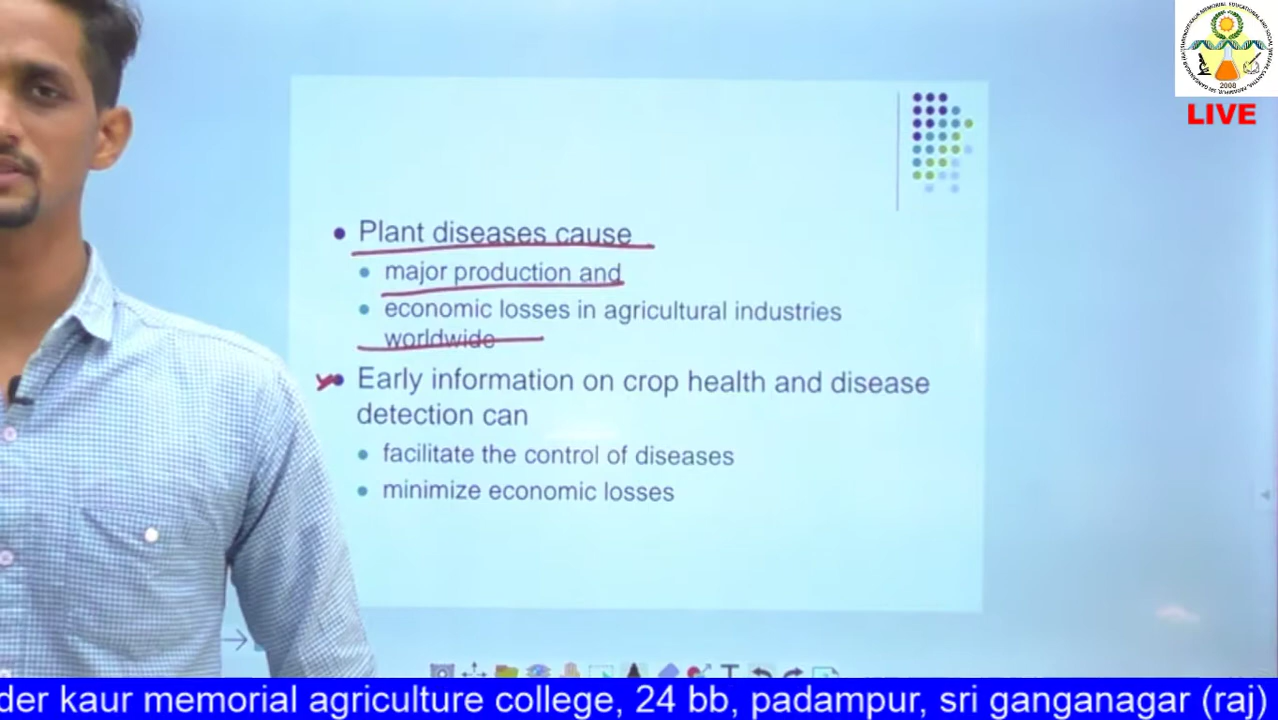 2008
LIVE
Plant diseases cause
major production and
economic losses in agricultural industries
worldwide
Early information on crop health and disease
detection can
facilitate the control of diseases
minimize economic losses
T
der kaur memorial agriculture college, 24 bb, padampur, sri ganganagar (raj)